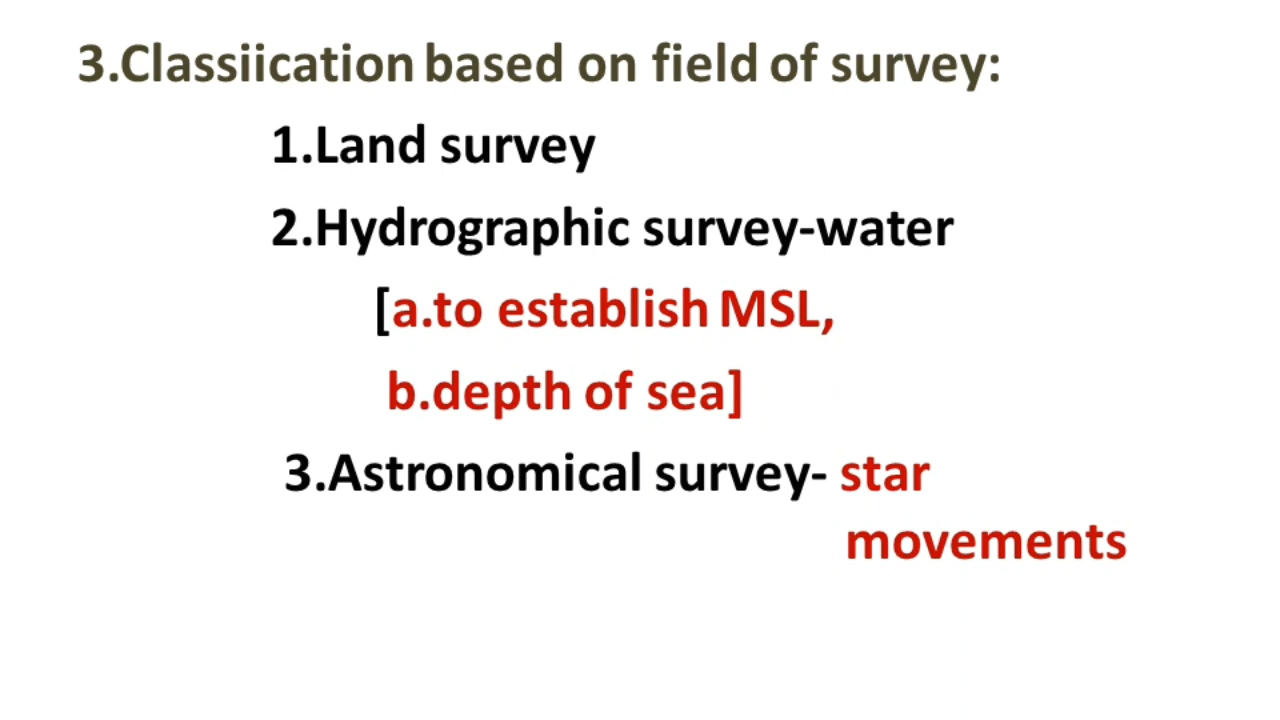 3.Classiication based on field of survey:
1.Land survey
2.Hydrographic survey-water
[a.to establish MSL,
b.depth of sea]
3.Astronomical survey- star
movements